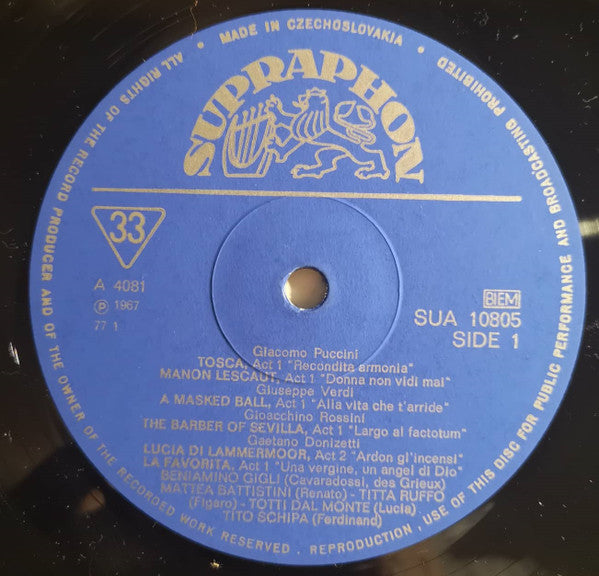 ALL RIGHTS OF THE RECORD PRODUCER AND OF THE OWNER OF THE RECORDED WORK RESERVED . REPRODUCTION, USE OF THIS DISC FOR PUBLIC PERFORMANCE AND BROADCASTING PROHIBITED
• MADE IN CZECHOSLOVAKIA •
SUPRAPHON
33
A 4081
℗ 1967
77 1
BIEM
SUA 10805
SIDE 1
Giacomo Puccini
TOSCA, Act 1 "Recondita armonia"
MANON LESCAUT, Act 1 "Donna non vidi mai"
Giuseppe Verdi
A MASKED BALL, Act 1 "Alla vita che t'arride"
Gioacchino Rossini
THE BARBER OF SEVILLA, Act 1 "Largo al factotum"
Gaetano Donizetti
LUCIA DI LAMMERMOOR, Act 2 "Ardon gl'incensi"
LA FAVORITA, Act 1 "Una vergine, un angel di Dio"
BENIAMINO GIGLI (Cavaradossi, des Grieux)
MATTEA BATTISTINI (Renato) - TITTA RUFFO
(Figaro) - TOTTI DAL MONTE (Lucia)
TITO SCHIPA (Ferdinand)